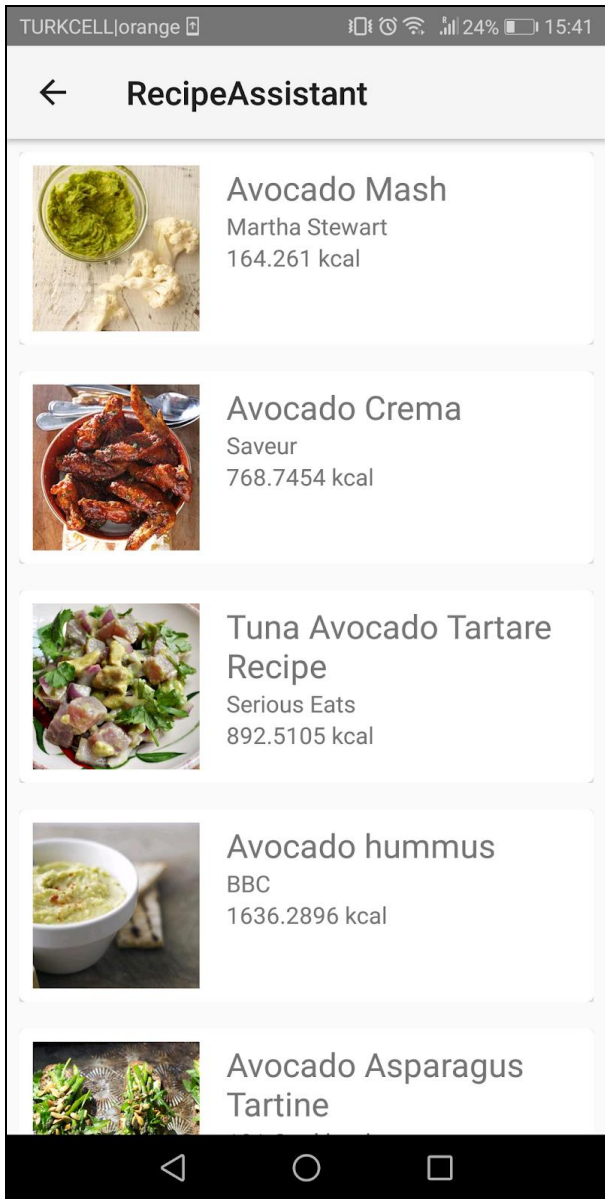 TURKCELL|orange 24% 15:41
RecipeAssistant
Avocado Mash
Martha Stewart
164.261 kcal
Avocado Crema
Saveur
768.7454 kcal
Tuna Avocado Tartare
Recipe
Serious Eats
892.5105 kcal
Avocado hummus
BBC
1636.2896 kcal
Avocado Asparagus
Tartine